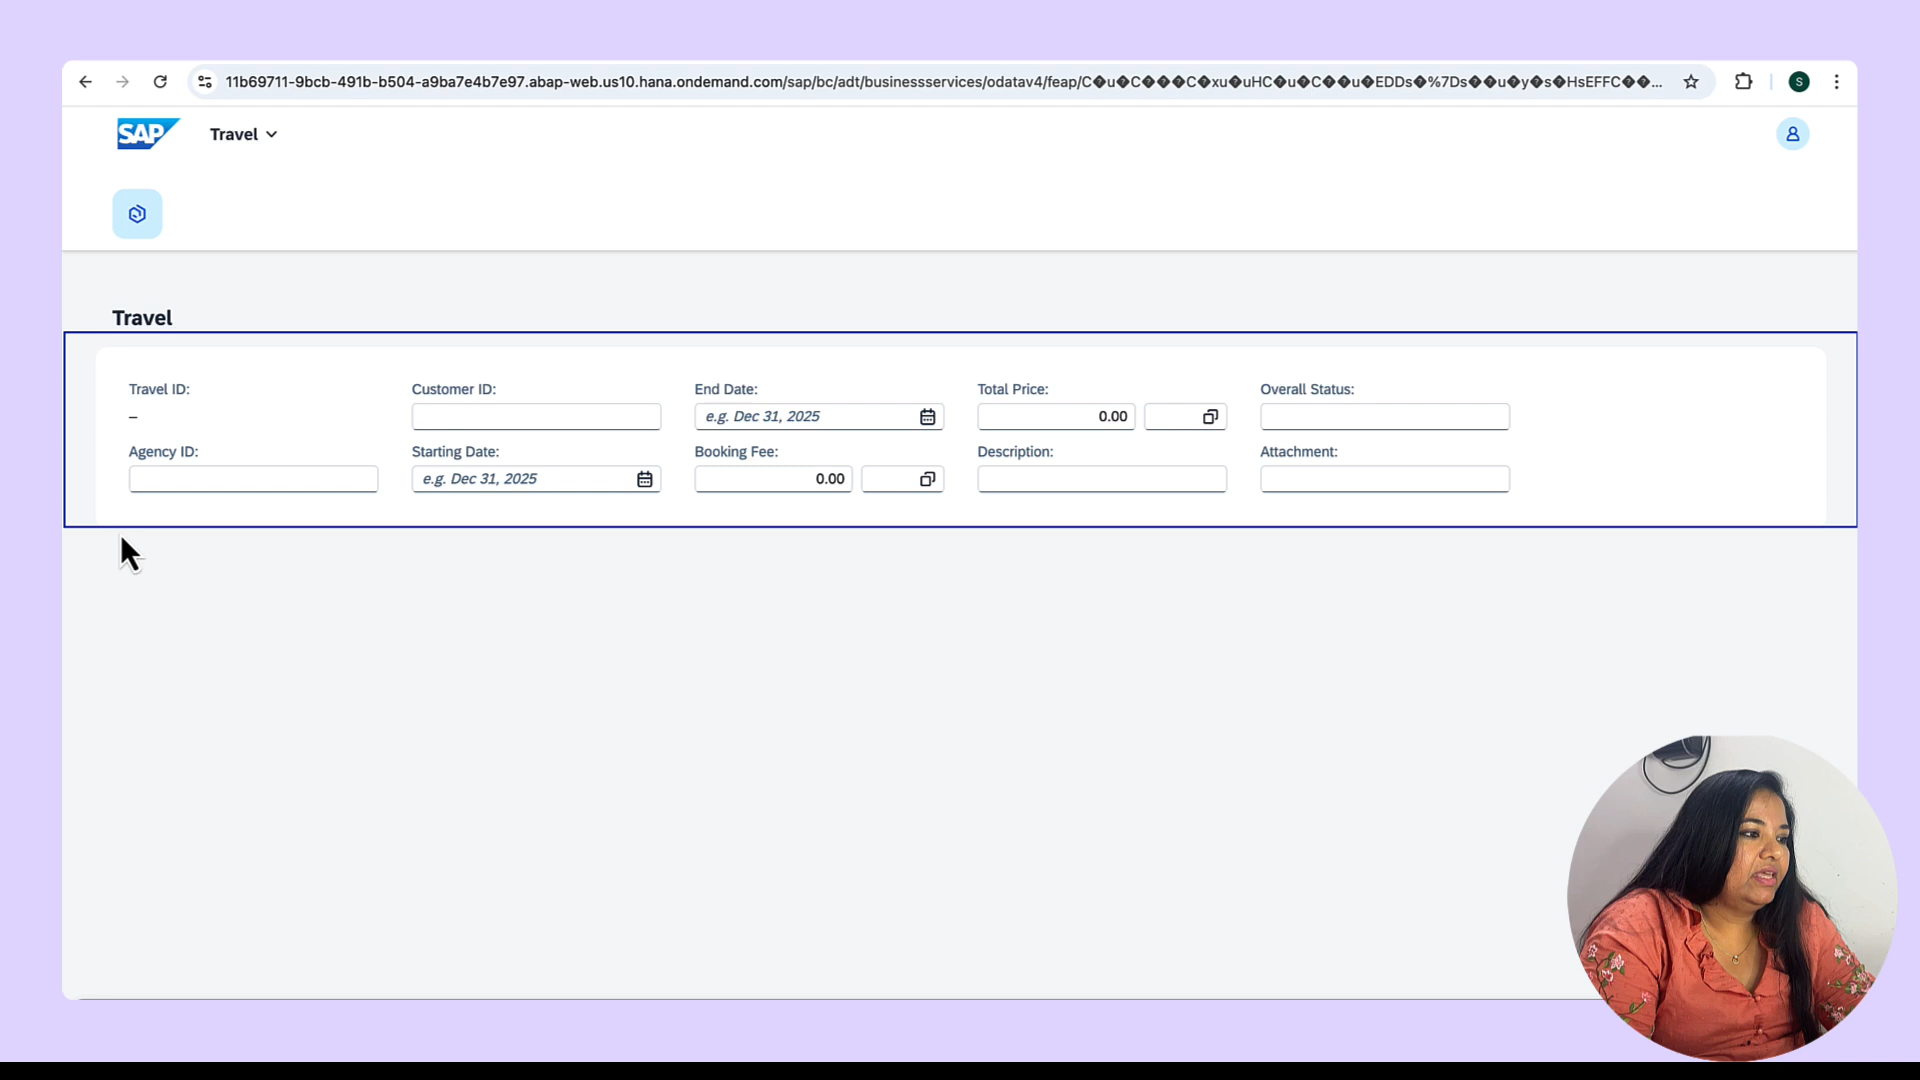 11b69711-9bcb-491b-b504-a9ba7e4b7e97.abap-web.us10.hana.ondemand.com/sap/bc/adt/businessservices/odatav4/feap/C�u�C���C�xu�uHC�u�C��u�EDDs�%7Ds��u�y�s�HsEFFC��...
S
SAP Travel
Travel
Travel ID: Customer ID: End Date: Total Price: Overall Status:
– e.g. Dec 31, 2025 0.00
Agency ID: Starting Date: Booking Fee: Description: Attachment:
e.g. Dec 31, 2025 0.00